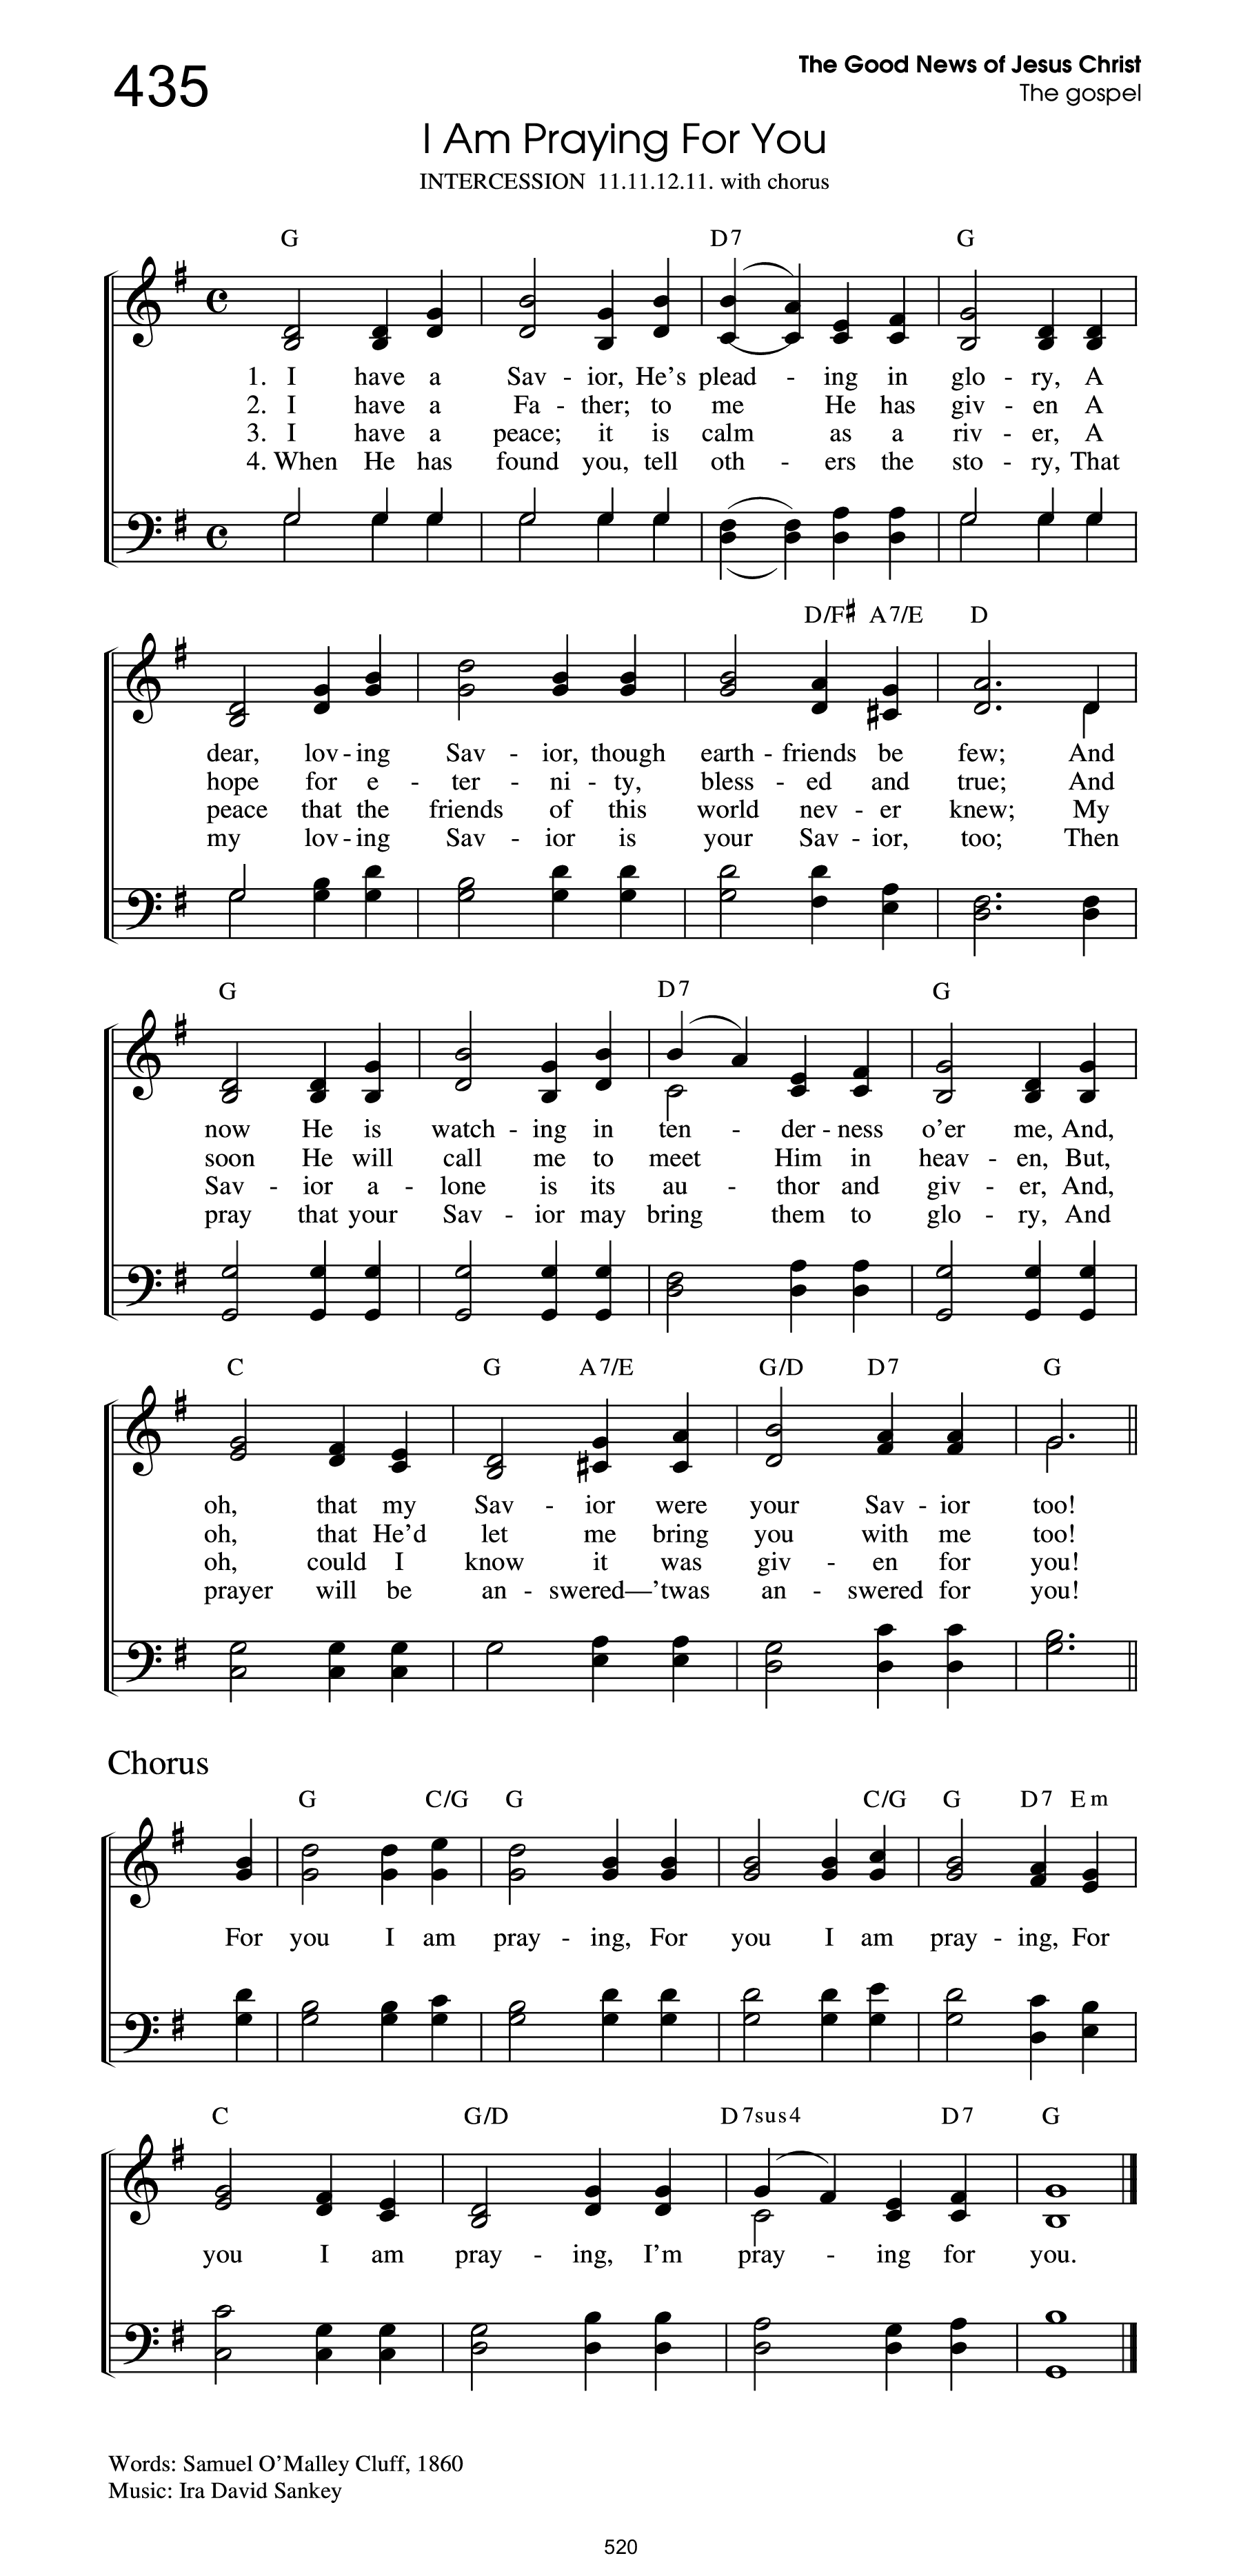 435
The Good News of Jesus Christ
The gospel
I Am Praying For You
INTERCESSION 11.11.12.11. with chorus
G D7 G
1. I have a Sav - ior, He's plead - ing in glo - ry, A
2. I have a Fa - ther; to me He has giv - en A
3. I have a peace; it is calm as a riv - er, A
4. When He has found you, tell oth - ers the sto - ry, That
D/F♯ A7/E D
dear, lov - ing Sav - ior, though earth - friends be few; And
hope for e - ter - ni - ty, bless - ed and true; And
peace that the friends of this world nev - er knew; My
my lov - ing Sav - ior is your Sav - ior, too; Then
G D7 G
now He is watch - ing in ten - der - ness o'er me, And,
soon He will call me to meet Him in heav - en, But,
Sav - ior a - lone is its au - thor and giv - er, And,
pray that your Sav - ior may bring them to glo - ry, And
C G A7/E G/D D7 G
oh, that my Sav - ior were your Sav - ior too!
oh, that He'd let me bring you with me too!
oh, could I know it was giv - en for you!
prayer will be an - swered—'twas an - swered for you!
Chorus
G C/G G C/G G D7 Em
For you I am pray - ing, For you I am pray - ing, For
C G/D D7sus4 D7 G
you I am pray - ing, I'm pray - ing for you.
Words: Samuel O'Malley Cluff, 1860
Music: Ira David Sankey
520